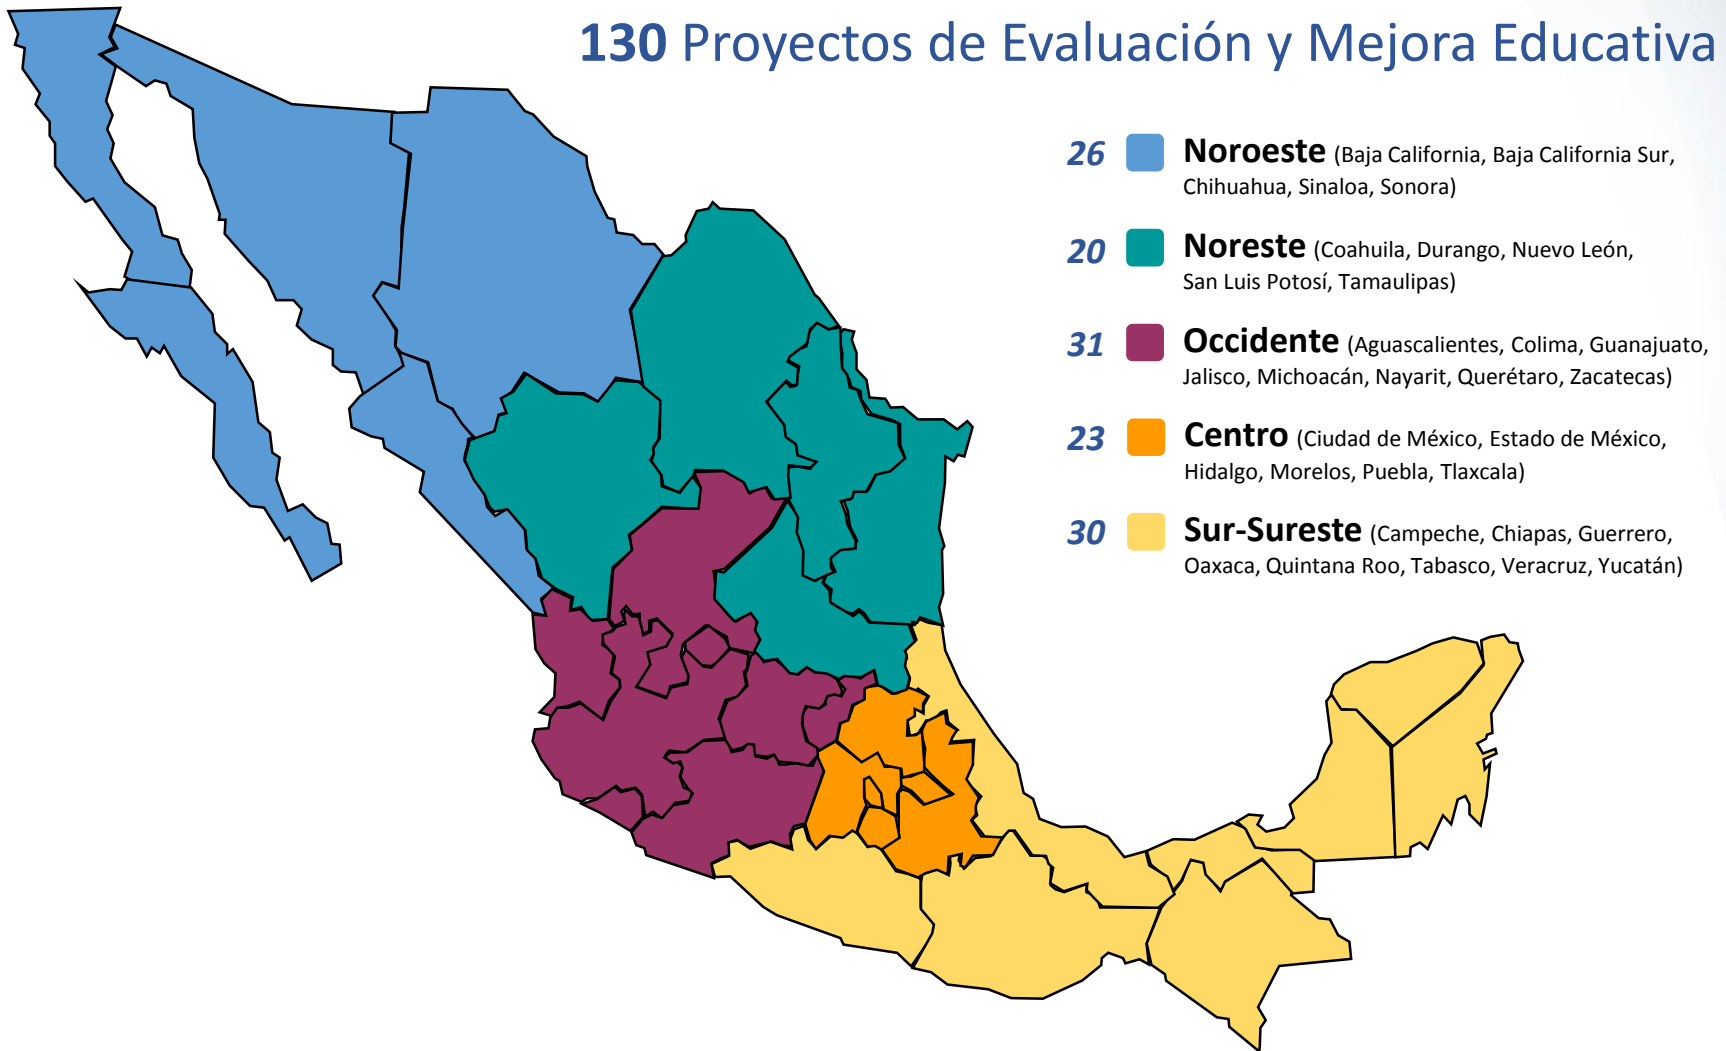 130 Proyectos de Evaluación y Mejora Educativa
26 Noroeste (Baja California, Baja California Sur,
Chihuahua, Sinaloa, Sonora)
20 Noreste (Coahuila, Durango, Nuevo León,
San Luis Potosí, Tamaulipas)
31 Occidente (Aguascalientes, Colima, Guanajuato,
Jalisco, Michoacán, Nayarit, Querétaro, Zacatecas)
23 Centro (Ciudad de México, Estado de México,
Hidalgo, Morelos, Puebla, Tlaxcala)
30 Sur-Sureste (Campeche, Chiapas, Guerrero,
Oaxaca, Quintana Roo, Tabasco, Veracruz, Yucatán)